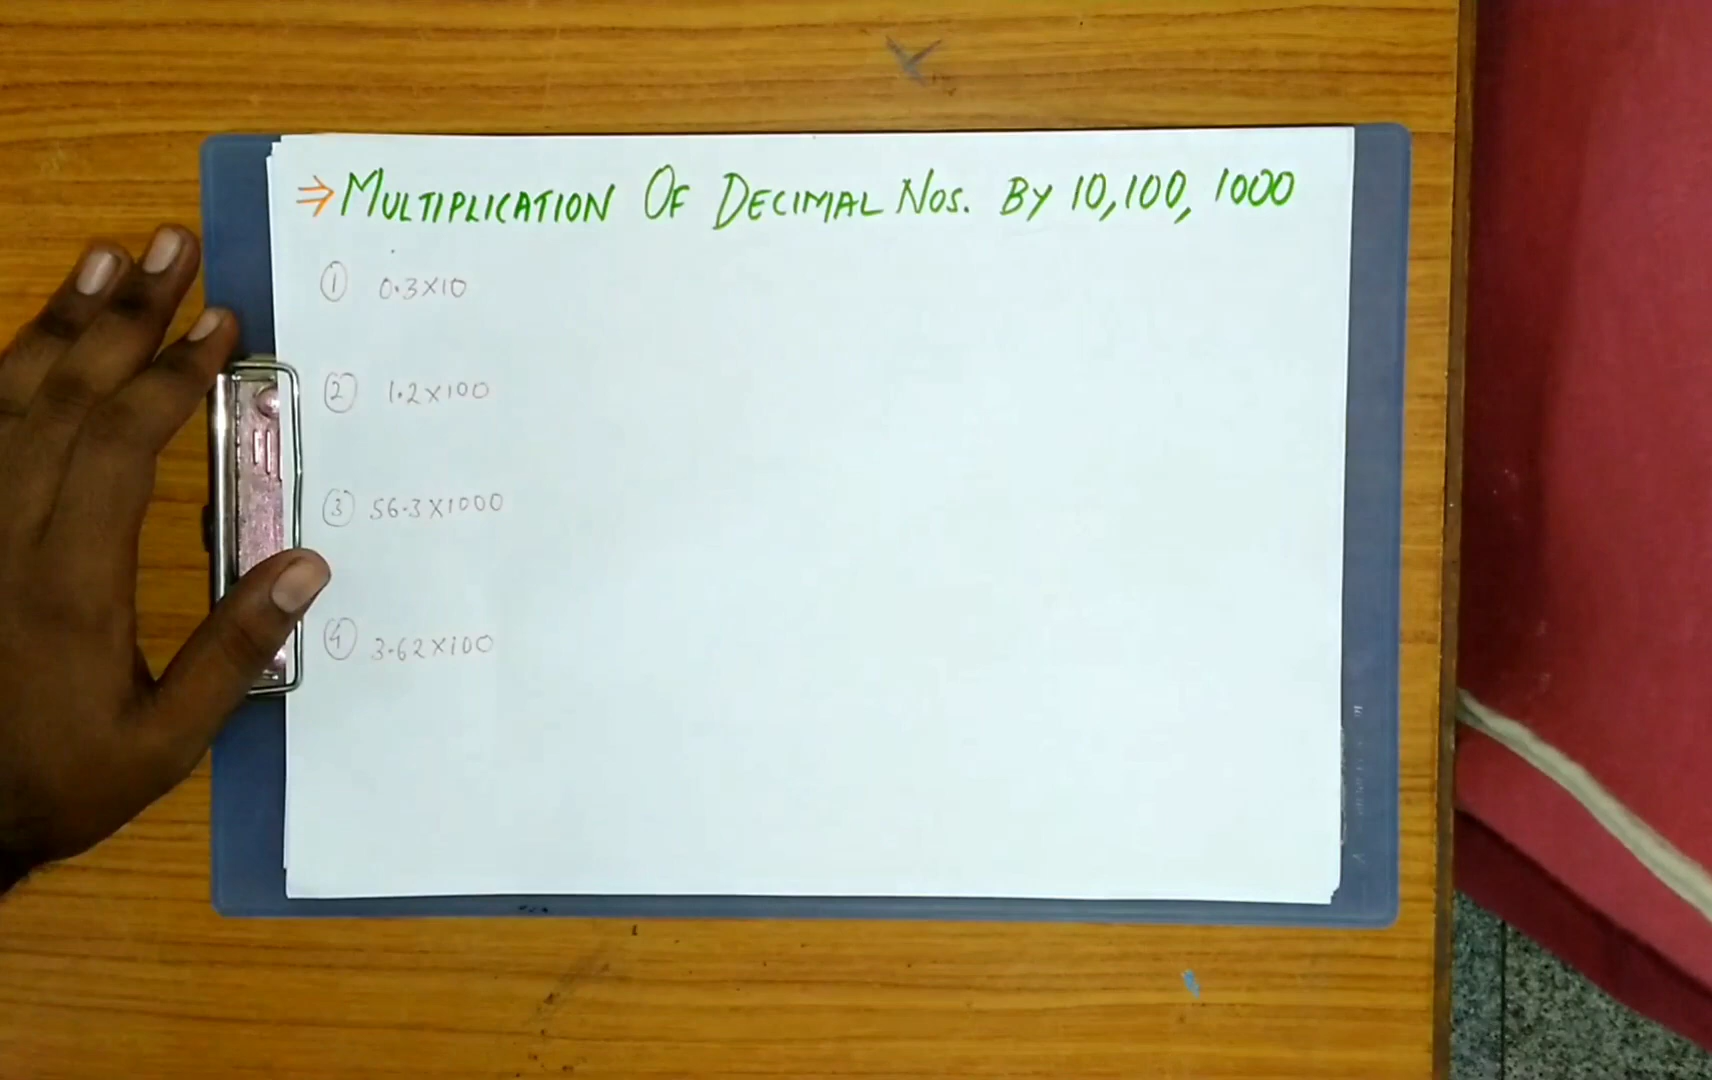 ⇒ MULTIPLICATION OF DECIMAL NOS. BY 10,100, 1000
① 0.3×10
② 1.2×100
③ 56.3×1000
④ 3.62×100